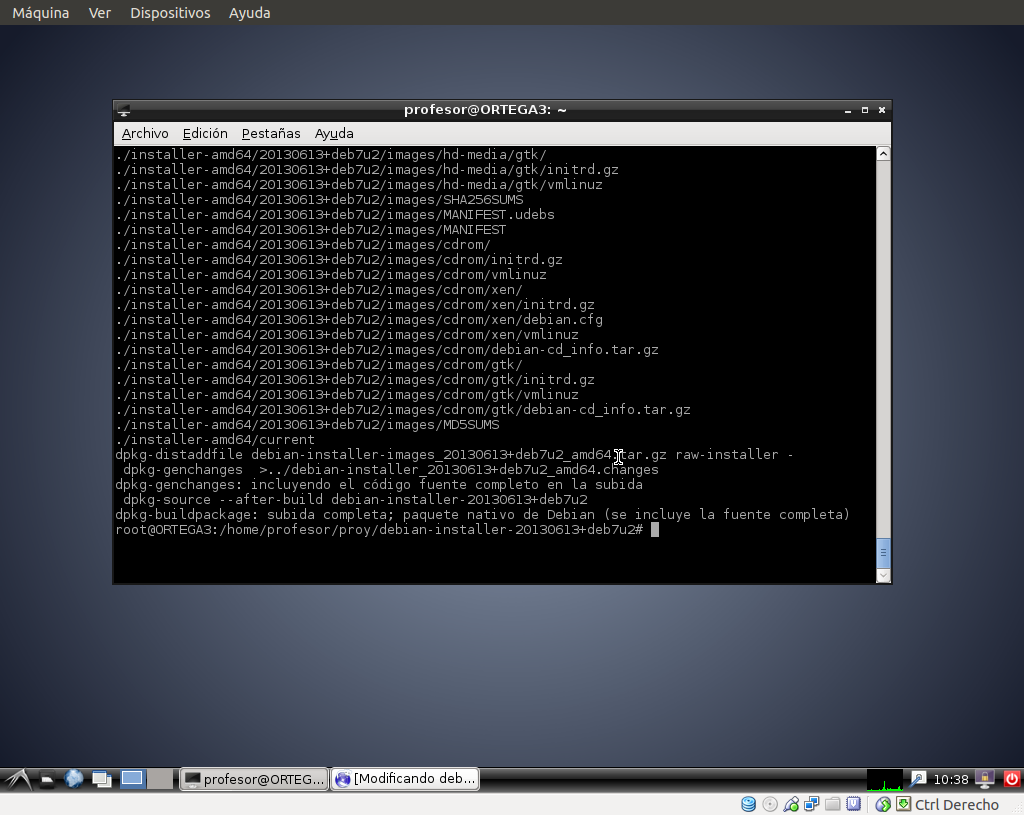 Máquina Ver Dispositivos Ayuda
profesor@ORTEGA3: ~
Archivo Edición Pestañas Ayuda
./installer-amd64/20130613+deb7u2/images/hd-media/gtk/
./installer-amd64/20130613+deb7u2/images/hd-media/gtk/initrd.gz
./installer-amd64/20130613+deb7u2/images/hd-media/gtk/vmlinuz
./installer-amd64/20130613+deb7u2/images/SHA256SUMS
./installer-amd64/20130613+deb7u2/images/MANIFEST.udebs
./installer-amd64/20130613+deb7u2/images/MANIFEST
./installer-amd64/20130613+deb7u2/images/cdrom/
./installer-amd64/20130613+deb7u2/images/cdrom/initrd.gz
./installer-amd64/20130613+deb7u2/images/cdrom/vmlinuz
./installer-amd64/20130613+deb7u2/images/cdrom/xen/
./installer-amd64/20130613+deb7u2/images/cdrom/xen/initrd.gz
./installer-amd64/20130613+deb7u2/images/cdrom/xen/debian.cfg
./installer-amd64/20130613+deb7u2/images/cdrom/xen/vmlinuz
./installer-amd64/20130613+deb7u2/images/cdrom/debian-cd_info.tar.gz
./installer-amd64/20130613+deb7u2/images/cdrom/gtk/
./installer-amd64/20130613+deb7u2/images/cdrom/gtk/initrd.gz
./installer-amd64/20130613+deb7u2/images/cdrom/gtk/vmlinuz
./installer-amd64/20130613+deb7u2/images/cdrom/gtk/debian-cd_info.tar.gz
./installer-amd64/20130613+deb7u2/images/MD5SUMS
./installer-amd64/current
dpkg-distaddfile debian-installer-images_20130613+deb7u2_amd64.tar.gz raw-installer -
 dpkg-genchanges  >../debian-installer_20130613+deb7u2_amd64.changes
dpkg-genchanges: incluyendo el código fuente completo en la subida
 dpkg-source --after-build debian-installer-20130613+deb7u2
dpkg-buildpackage: subida completa; paquete nativo de Debian (se incluye la fuente completa)
root@ORTEGA3:/home/profesor/proy/debian-installer-20130613+deb7u2#
profesor@ORTEG... [Modificando deb... 10:38
Ctrl Derecho